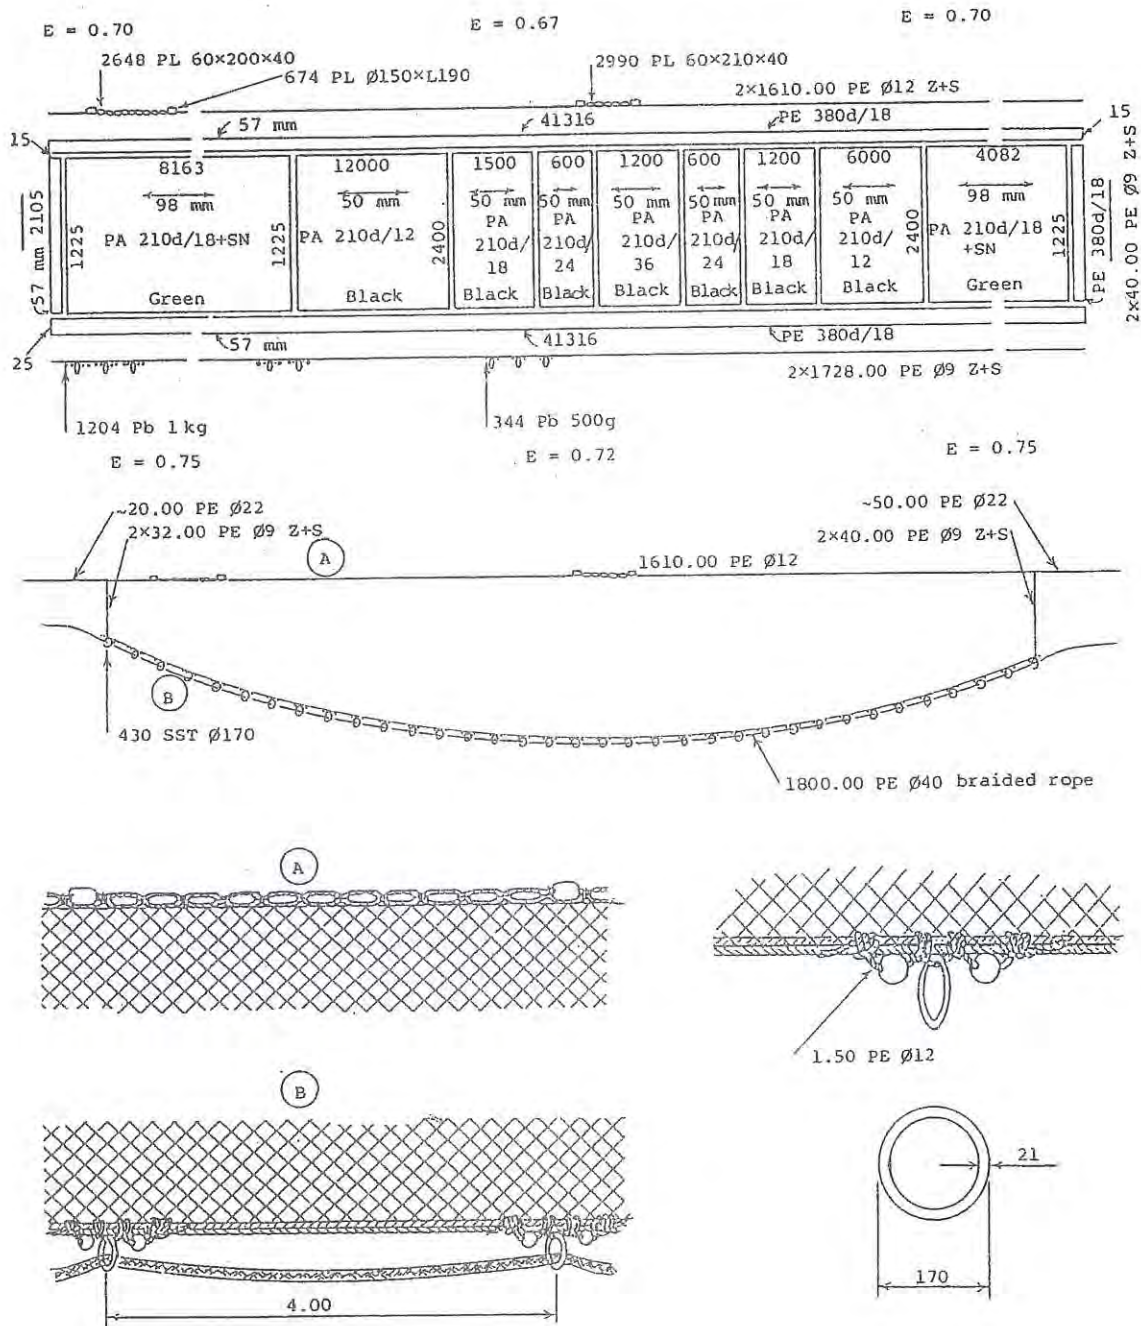 E = 0.70
E = 0.67
E = 0.70
2648 PL 60×200×40
674 PL Ø150×L190
2990 PL 60×210×40
2×1610.00 PE Ø12 Z+S
15
57 mm
41316
PE 380d/18
15
57 mm 2105
8163
98 mm
PA 210d/18+SN
Green
1225
1225
12000
50 mm
PA 210d/12
Black
2400
1500
50 mm
PA
210d/
18
Black
600
50 mm
PA
210d/
24
Black
1200
50 mm
PA
210d/
36
Black
600
50 mm
PA
210d/
24
Black
1200
50 mm
PA
210d/
18
Black
6000
50 mm
PA
210d/
12
Black
2400
4082
98 mm
PA 210d/18
+SN
Green
1225
PE 380d/18
2×40.00 PE Ø9 Z+S
25
57 mm
41316
PE 380d/18
2×1728.00 PE Ø9 Z+S
1204 Pb 1kg
344 Pb 500g
E = 0.75
E = 0.72
E = 0.75
~20.00 PE Ø22
2×32.00 PE Ø9 Z+S
A
1610.00 PE Ø12
~50.00 PE Ø22
2×40.00 PE Ø9 Z+S
B
430 SST Ø170
1800.00 PE Ø40 braided rope
A
1.50 PE Ø12
B
4.00
21
170